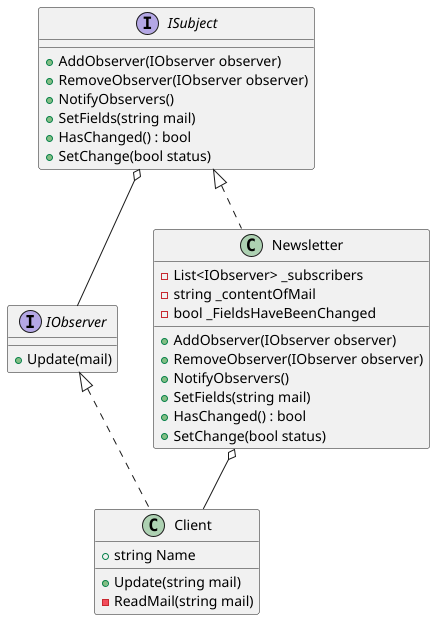 I ISubject
AddObserver(IObserver observer)
RemoveObserver(IObserver observer)
NotifyObservers()
SetFields(string mail)
HasChanged() : bool
SetChange(bool status)
C Newsletter
List<IObserver> _subscribers
string _contentOfMail
bool _FieldsHaveBeenChanged
AddObserver(IObserver observer)
RemoveObserver(IObserver observer)
NotifyObservers()
SetFields(string mail)
HasChanged() : bool
SetChange(bool status)
I IObserver
Update(mail)
C Client
string Name
Update(string mail)
ReadMail(string mail)